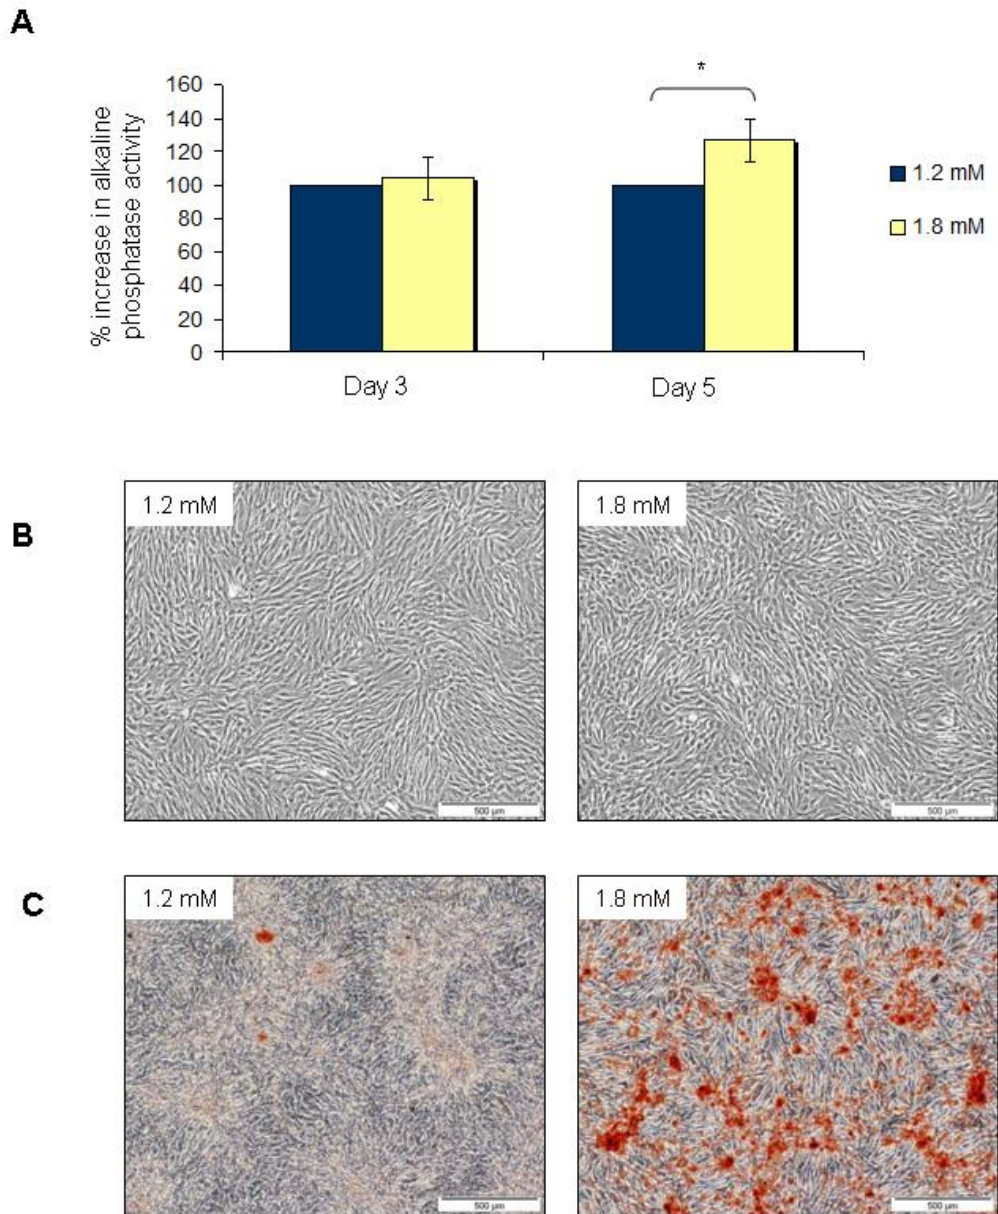 A
*
% increase in alkaline
phosphatase activity
160
140
120
100
80
60
40
20
0
Day 3
Day 5
1.2 mM
1.8 mM
B
1.2 mM
1.8 mM
500 µm
500 µm
C
1.2 mM
1.8 mM
500 µm
500 µm